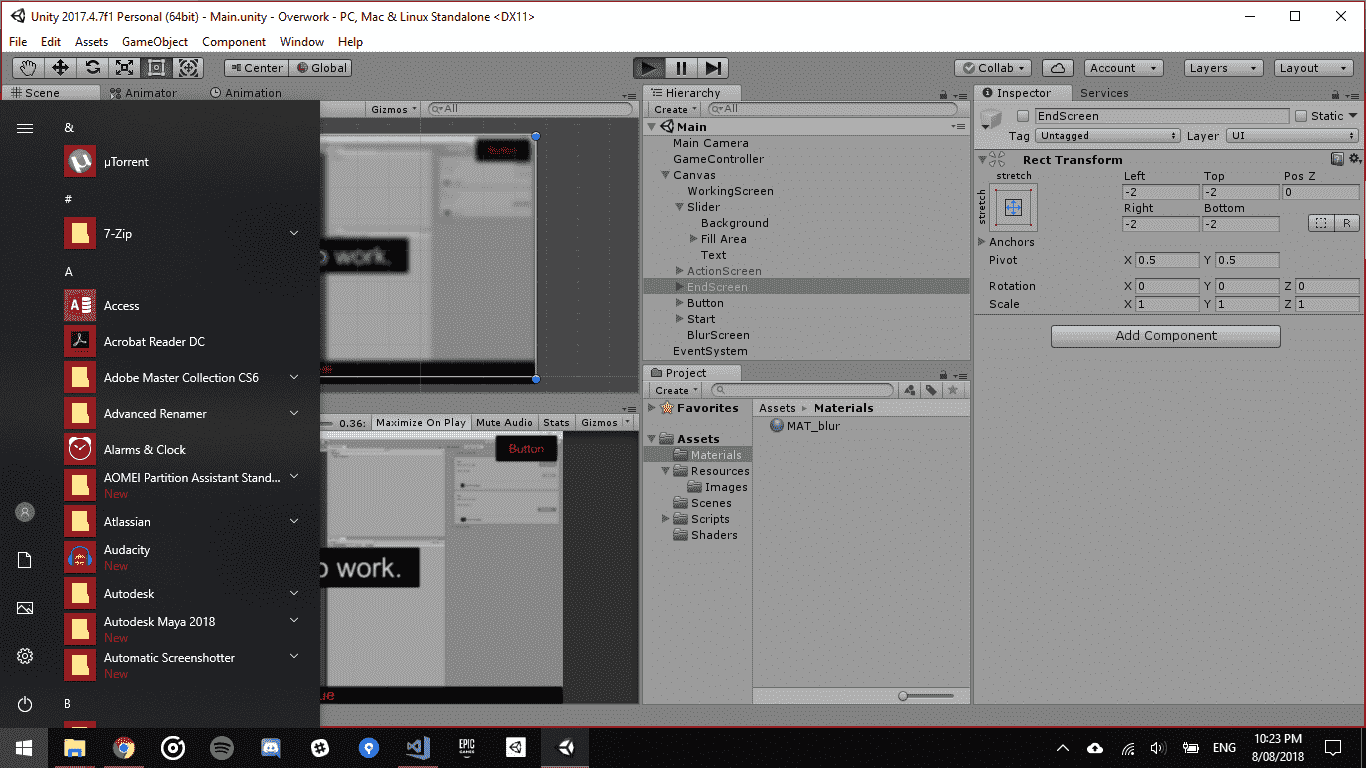 Unity 2017.4.7f1 Personal (64bit) - Main.unity - Overwork - PC, Mac & Linux Standalone <DX11>
File Edit Assets GameObject Component Window Help
Center Global
Collab Account Layers Layout
Scene Animator Animation
Gizmos All
&
µTorrent
#
7-Zip
A
Access
Acrobat Reader DC
Adobe Master Collection CS6
Advanced Renamer
Alarms & Clock
AOMEI Partition Assistant Stand...
New
Atlassian
Audacity
New
Autodesk
Autodesk Maya 2018
New
Automatic Screenshotter
New
B
o work.
0.36: Maximize On Play Mute Audio Stats Gizmos
Button
o work.
ue
Hierarchy
Create All
Main
Main Camera
GameController
Canvas
WorkingScreen
Slider
Background
Fill Area
Text
ActionScreen
EndScreen
Button
Start
BlurScreen
EventSystem
Project
Create
Favorites
Assets
Materials
Resources
Images
Scenes
Scripts
Shaders
Assets Materials
MAT_blur
Inspector Services
EndScreen Static
Tag Untagged Layer UI
Rect Transform
stretch
stretch
Left Top Pos Z
-2 -2 0
Right Bottom
-2 -2 R
Anchors
Pivot X 0.5 Y 0.5
Rotation X 0 Y 0 Z 0
Scale X 1 Y 1 Z 1
Add Component
EPIC
GAMES
ENG
10:23 PM
8/08/2018